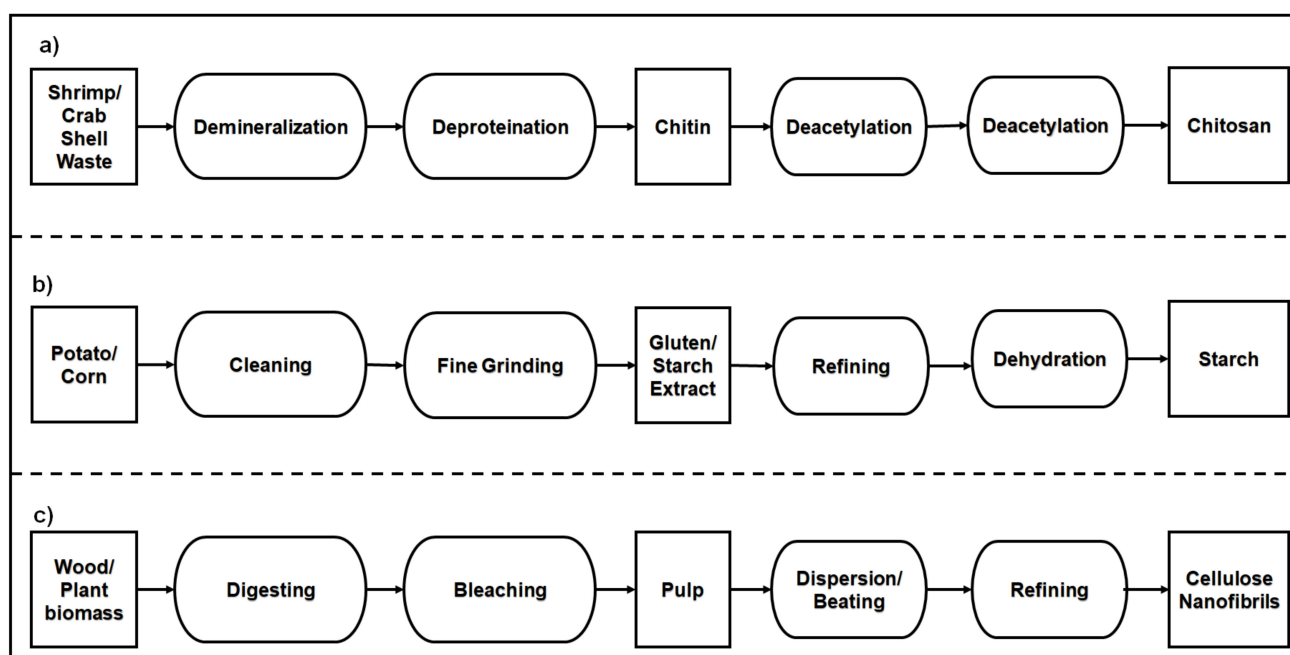 a)
Shrimp/
Crab
Shell
Waste
Demineralization
Deproteination
Chitin
Deacetylation
Deacetylation
Chitosan
b)
Potato/
Corn
Cleaning
Fine Grinding
Gluten/
Starch
Extract
Refining
Dehydration
Starch
c)
Wood/
Plant
biomass
Digesting
Bleaching
Pulp
Dispersion/
Beating
Refining
Cellulose
Nanofibrils